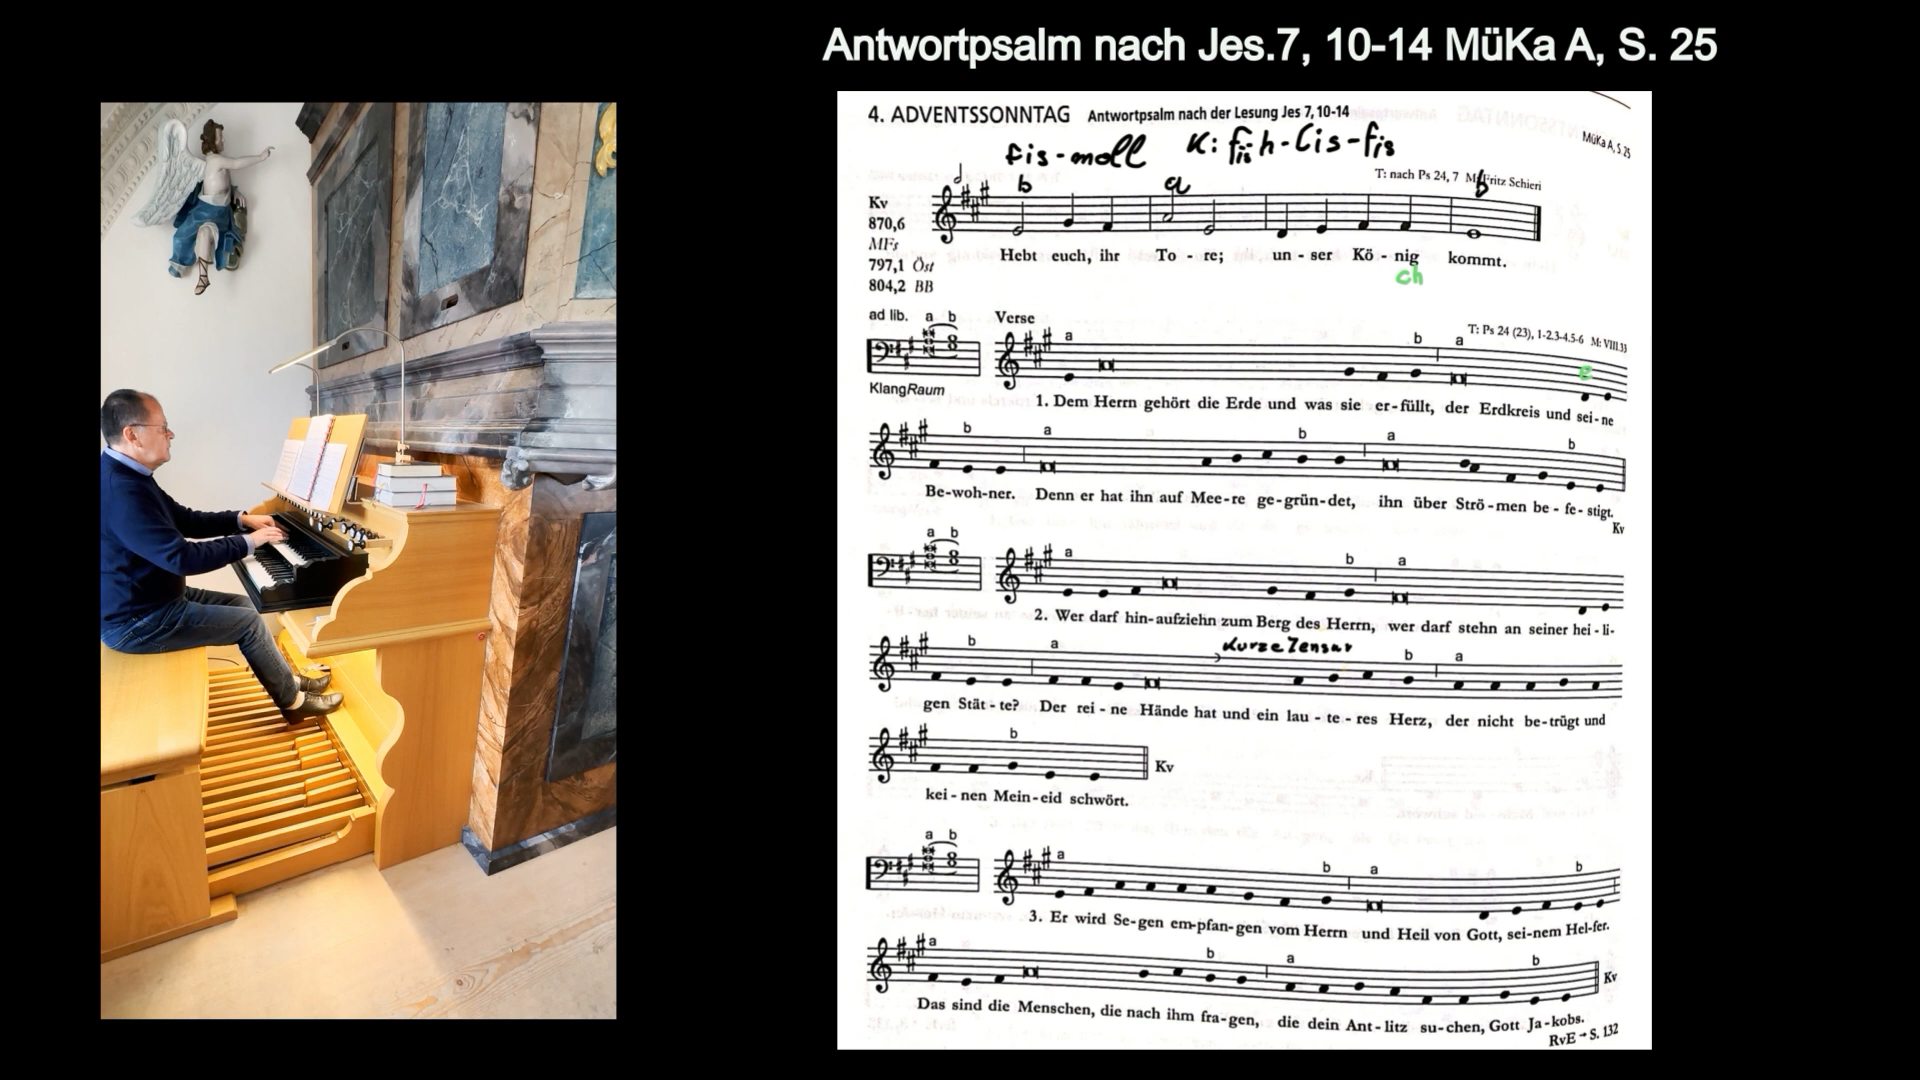 Antwortpsalm nach Jes.7, 10-14 MüKa A, S. 25
4. ADVENTSSONNTAG Antwortpsalm nach der Lesung Jes 7, 10-14
MüKa A, S 25
fis-moll K: fis h-Cis-fis
T: nach Ps 24, 7 M: Fritz Schieri
b a b
Kv
870,6
MFs
797,1 Öst
804,2 BB
Hebt euch, ihr To - re; un - ser Kö - nig kommt.
ch
ad lib. a b Verse
T: Ps 24 (23), 1-2.3-4.5-6 M: VIII.33
a b a
e
KlangRaum
1. Dem Herrn gehört die Erde und was sie er-füllt, der Erdkreis und sei-ne
b a b a b
Be-woh-ner. Denn er hat ihn auf Mee-re ge-grün-det, ihn über Strö-men be-fe-stigt.
Kv
a b a b a
2. Wer darf hin-aufziehn zum Berg des Herrn, wer darf stehn an seiner hei-li-
kurze Zensur
b a b a
gen Stät-te? Der rei-ne Hände hat und ein lau-te-res Herz, der nicht be-trügt und
b
Kv
kei-nen Mein-eid schwört.
a b a b a b
3. Er wird Se-gen em-pfan-gen vom Herrn und Heil von Gott, sei-nem Hel-fer.
a b a b
Kv
Das sind die Menschen, die nach ihm fra-gen, die dein Ant-litz su-chen, Gott Ja-kobs.
RvE → S. 132